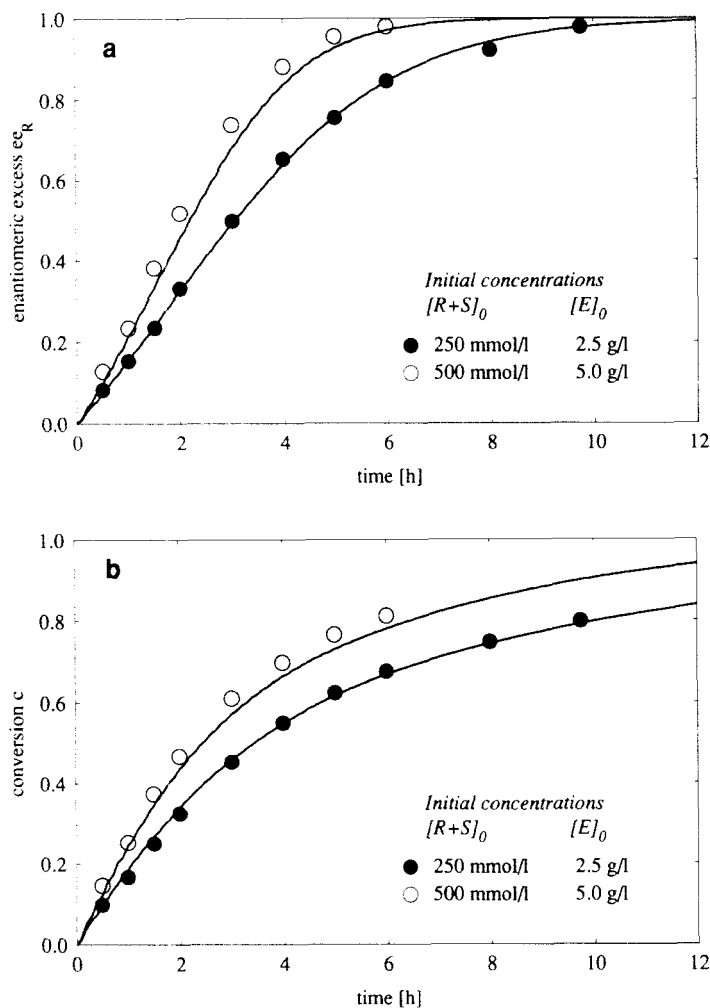 a
1.0
0.8
0.6
0.4
0.2
0.0
enantiomeric excess ee_R
Initial concentrations
[R+S]_0 [E]_0
250 mmol/l 2.5 g/l
500 mmol/l 5.0 g/l
0 2 4 6 8 10 12
time [h]
b
1.0
0.8
0.6
0.4
0.2
0.0
conversion c
Initial concentrations
[R+S]_0 [E]_0
250 mmol/l 2.5 g/l
500 mmol/l 5.0 g/l
0 2 4 6 8 10 12
time [h]